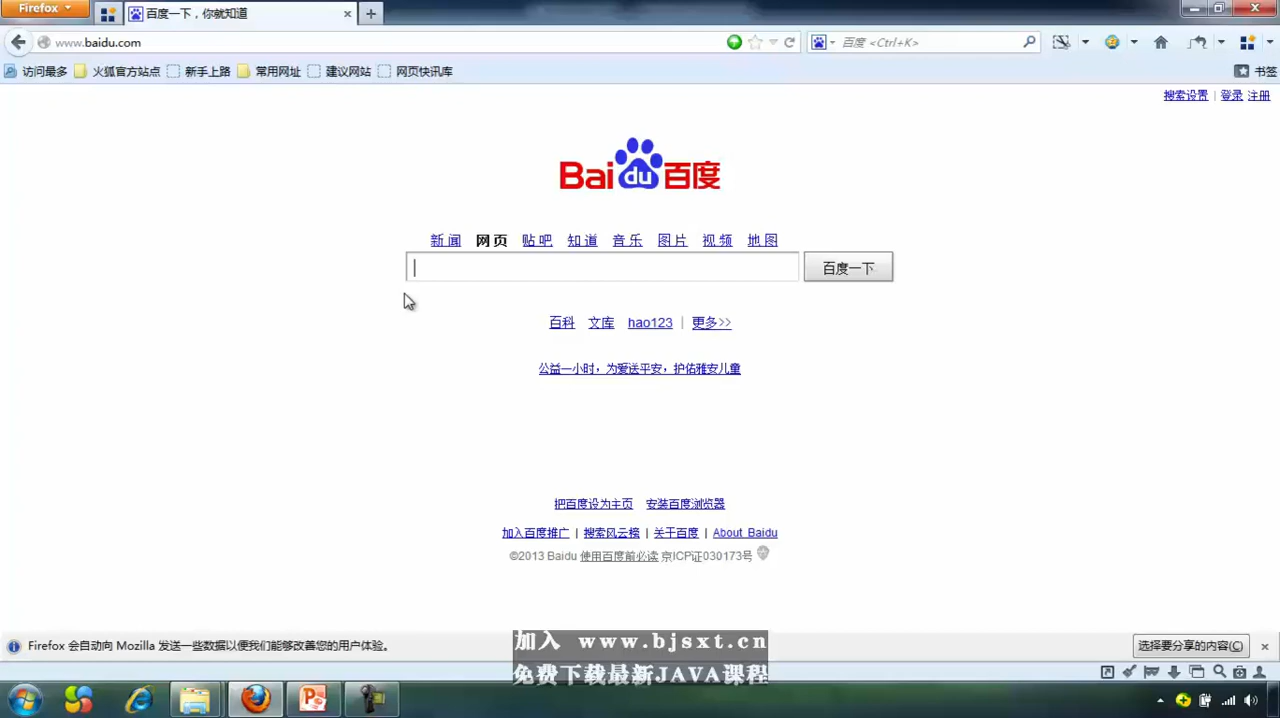 Firefox
百度一下，你就知道
www.baidu.com
百度 <Ctrl+K>
访问最多 火狐官方站点 新手上路 常用网址 建议网站 网页快讯库
书签
搜索设置 | 登录 注册
Bai du 百度
新闻 网页 贴吧 知道 音乐 图片 视频 地图
百度一下
百科 文库 hao123 | 更多>>
公益一小时，为爱送平安，护佑雅安儿童
把百度设为主页 安装百度浏览器
加入百度推广 | 搜索风云榜 | 关于百度 | About Baidu
©2013 Baidu 使用百度前必读 京ICP证030173号
Firefox 会自动向 Mozilla 发送一些数据以便我们能够改善您的用户体验。
选择要分享的内容(C)
加入 www.bjsxt.cn
免费下载最新JAVA课程